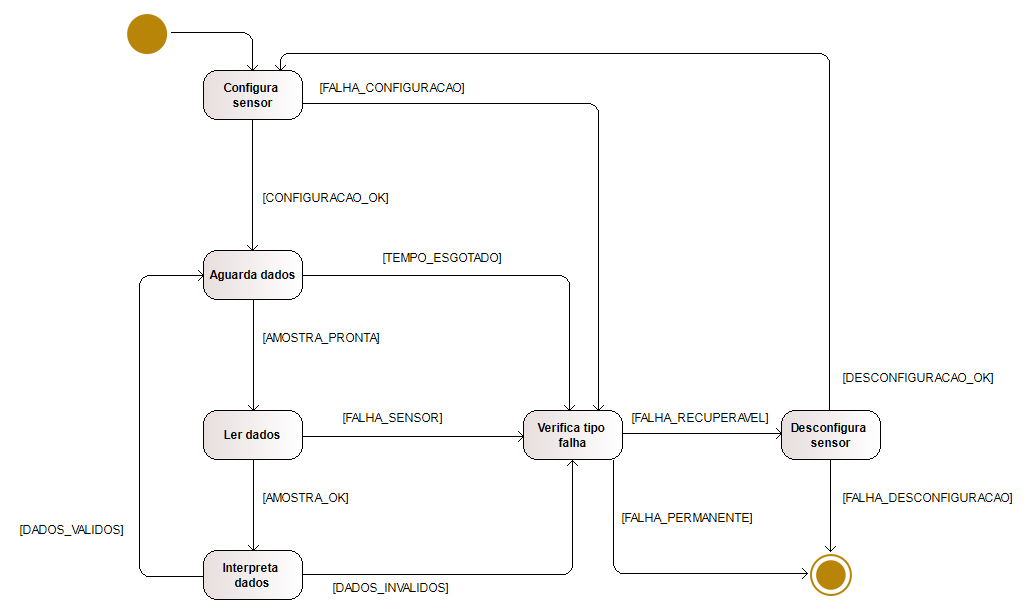 Configura
sensor
[FALHA_CONFIGURACAO]
[CONFIGURACAO_OK]
Aguarda dados
[TEMPO_ESGOTADO]
[AMOSTRA_PRONTA]
[DESCONFIGURACAO_OK]
Ler dados
[FALHA_SENSOR]
Verifica tipo
falha
[FALHA_RECUPERAVEL]
Desconfigura
sensor
[AMOSTRA_OK]
[FALHA_DESCONFIGURACAO]
[FALHA_PERMANENTE]
[DADOS_VALIDOS]
Interpreta
dados
[DADOS_INVALIDOS]